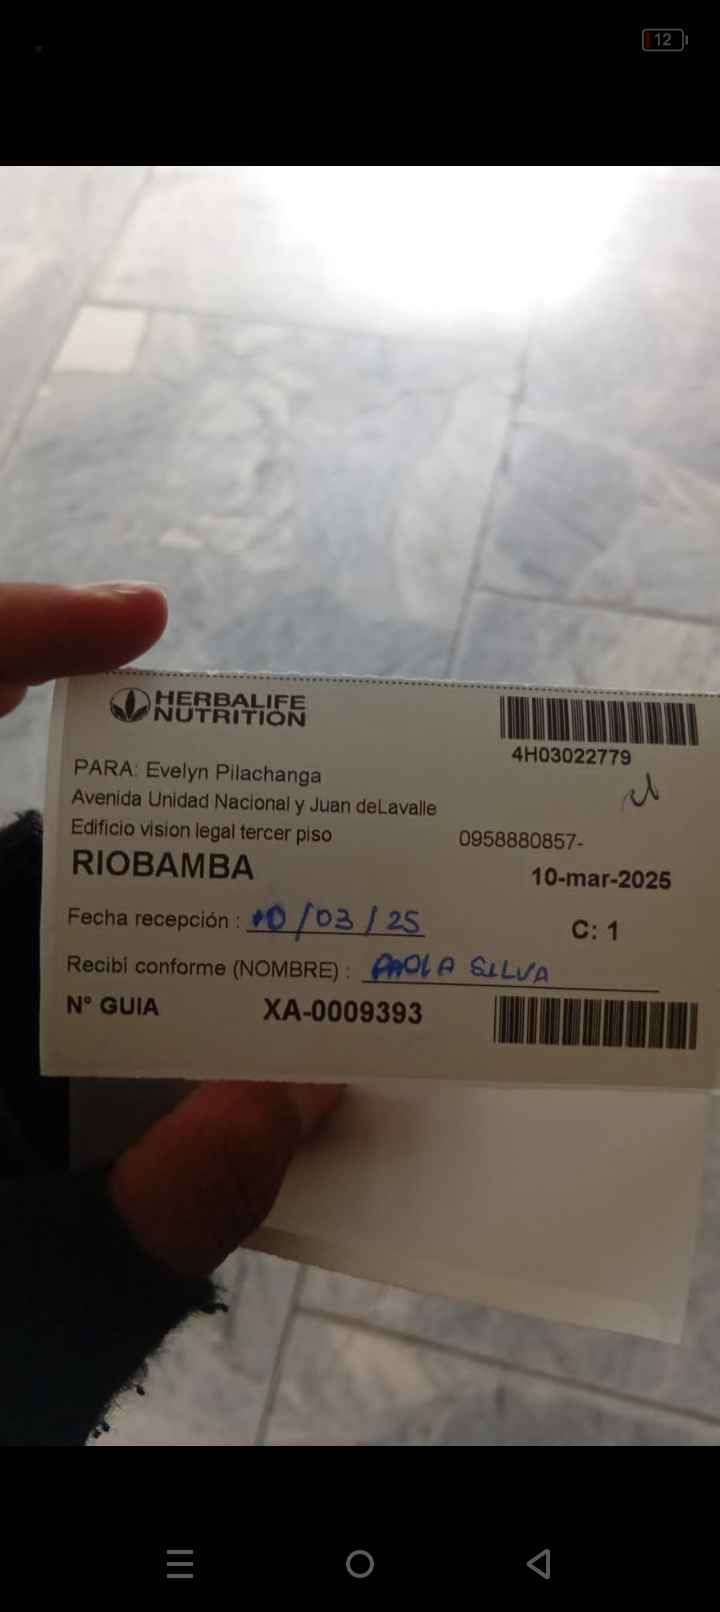 12
HERBALIFE
NUTRITION
4H03022779
PARA: Evelyn Pilachanga
Avenida Unidad Nacional y Juan deLavalle
Edificio vision legal tercer piso
0958880857-
RIOBAMBA
10-mar-2025
Fecha recepción : 10/03/25
C: 1
Recibi conforme (NOMBRE) : PAOLA SILVA
N° GUIA XA-0009393